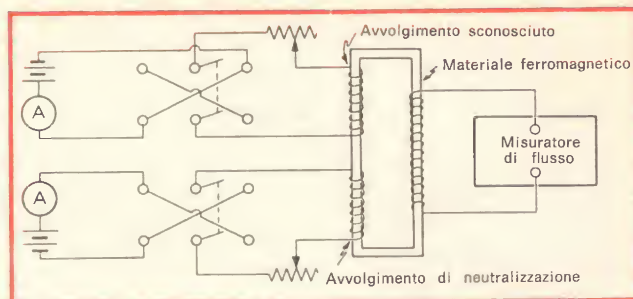 Avvolgimento sconosciuto
Materiale ferromagnetico
A
Misuratore
di flusso
A
Avvolgimento di neutralizzazione